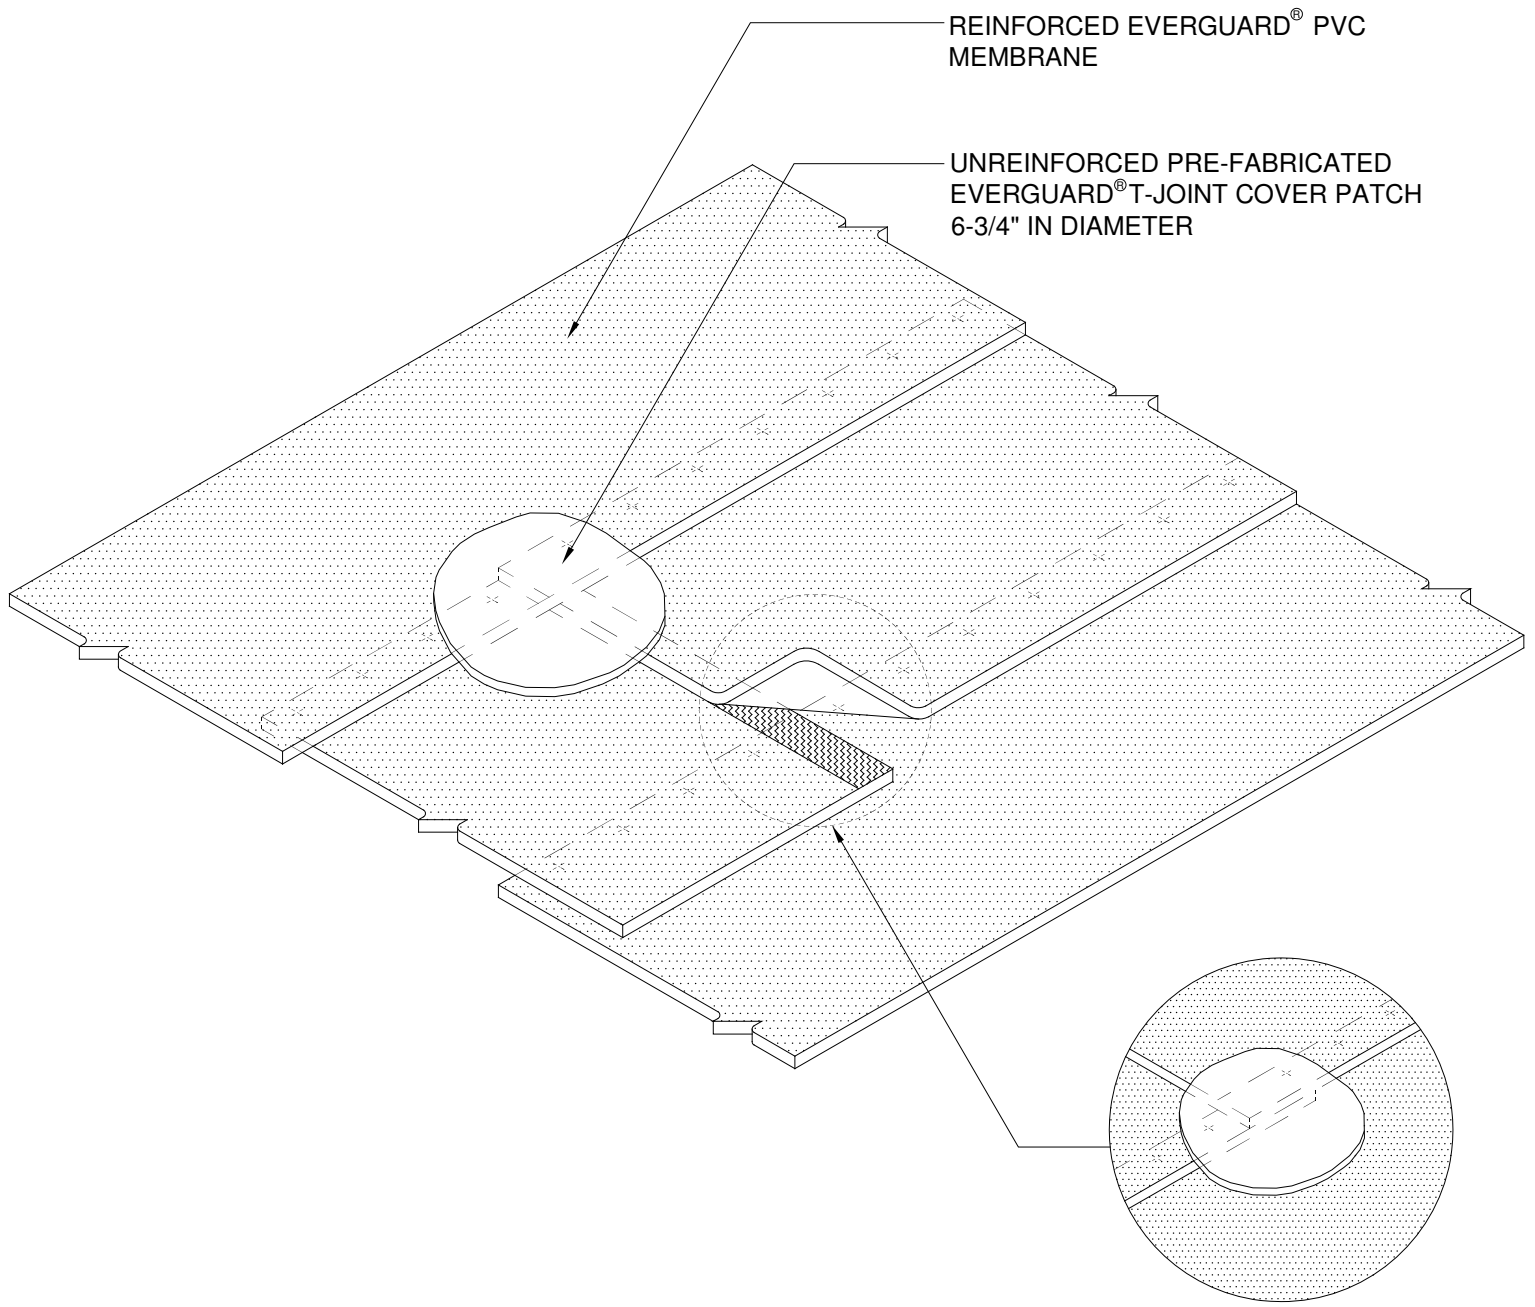 REINFORCED EVERGUARD® PVC
MEMBRANE
UNREINFORCED PRE-FABRICATED
EVERGUARD® T-JOINT COVER PATCH
6-3/4" IN DIAMETER